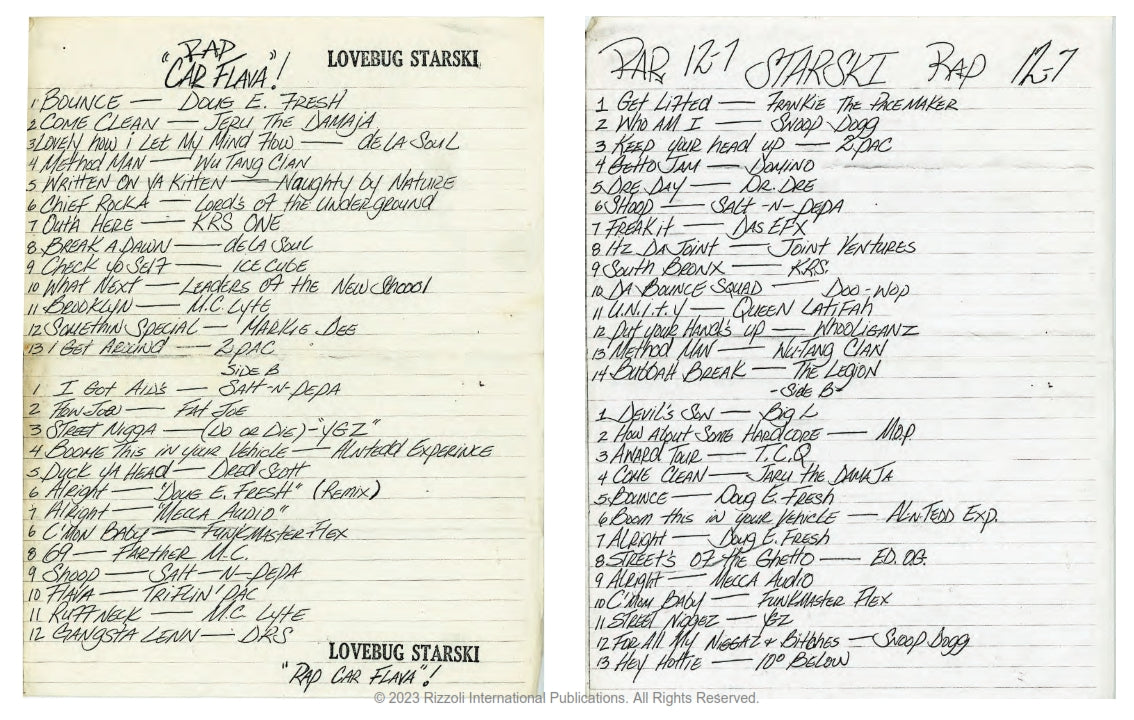 "RAP
CAR FLAVA"!
LOVEBUG STARSKI
1 BOUNCE — DOUG E. FRESH
2 COME CLEAN — JERU THE DAMAJA
3 LOVELY HOW i LET MY MIND FLOW — de LA SOUL
4 METHOD MAN — WU TANG CLAN
5 WRITTEN ON YA KITTEN — NAUGHTY by NATURE
6 CHIEF ROCKA — LORD'S OF THE UNDERGROUND
7 OUTA HERE — KRS ONE
8 BREAK A DAWN — de LA SOUL
9 CHECK YO SELF — ICE CUBE
10 WHAT NEXT — LEADERS OF THE NEW SHOOOL
11 BROOKLYN — M.C. LYTE
12 SOMETHIN SPECIAL — MARKIE DEE
13 I GET AROUND — 2PAC
SIDE B
1 I GOT AIDS — SALT-N-PEPA
2 FLOW JOE — FAT JOE
3 STREET NIGGA — (DO OR DIE) - "YGZ"
4 BOOME THIS IN YOUR VEHICLE — ALNTEDD EXPERINCE
5 DUCK YA HEAD — DRED SCOTT
6 ALRIGHT — "DOUG E. FRESH" (REMIX)
7 ALRIGHT — "MECCA AUDIO"
6 C'MON BABY — FUNKMASTER FLEX
8 69 — FARTHER M.C.
9 SHOOP — SALT-N-PEPA
10 FLAVA — TRIFLIN' PAC
11 RUFFNECK — M.C. LYTE
12 GANGSTA LENN — DRS
LOVEBUG STARSKI
"RAP CAR FLAVA"!
RAP 12-7 STARSKI RAP 12-7
1 GET LIFTED — FRANKIE THE PACEMAKER
2 WHO AM I — SNOOP DOGG
3 KEEP YOUR HEAD UP — 2PAC
4 GETTO JAM — DOMINO
5 DRE DAY — DR. DRE
6 SHOOP — SALT-N-PEPA
7 FREAK IT — DAS EFX
8 HZ DA JOINT — JOINT VENTURES
9 SOUTH BRONX — KRS.
10 DA BOUNCE SQUAD — DOO-WOP
11 U.N.I.T.Y — QUEEN LATIFAH
12 PUT YOUR HAND'S UP — WHOOLIGANZ
13 METHOD MAN — NU-TANG CLAN
14 BUBDAH BREAK — THE LEGION
-SIDE B-
1 DEVIL'S SON — BIG L
2 HOW ABOUT SOME HARDCORE — M.O.P.
3 AWARD TOUR — T.C.Q
4 COME CLEAN — JARU THE DAMAJA
5 BOUNCE — DOUG E. FRESH
6 BOOM THIS IN YOUR VEHICLE — ALN-TEDD EXP.
7 ALRIGHT — DOUG E. FRESH
8 STREET'S OF THE GHETTO — ED. OG.
9 ALRIGHT — MECCA AUDIO
10 C'MON BABY — FUNKMASTER FLEX
11 STREET NIGGEZ — YGZ
12 FOR ALL MY NIGGAZ & BITCHES — SNOOP DOGG
13 HEY HOTTIE — 10° BELOW
© 2023 Rizzoli International Publications. All Rights Reserved.